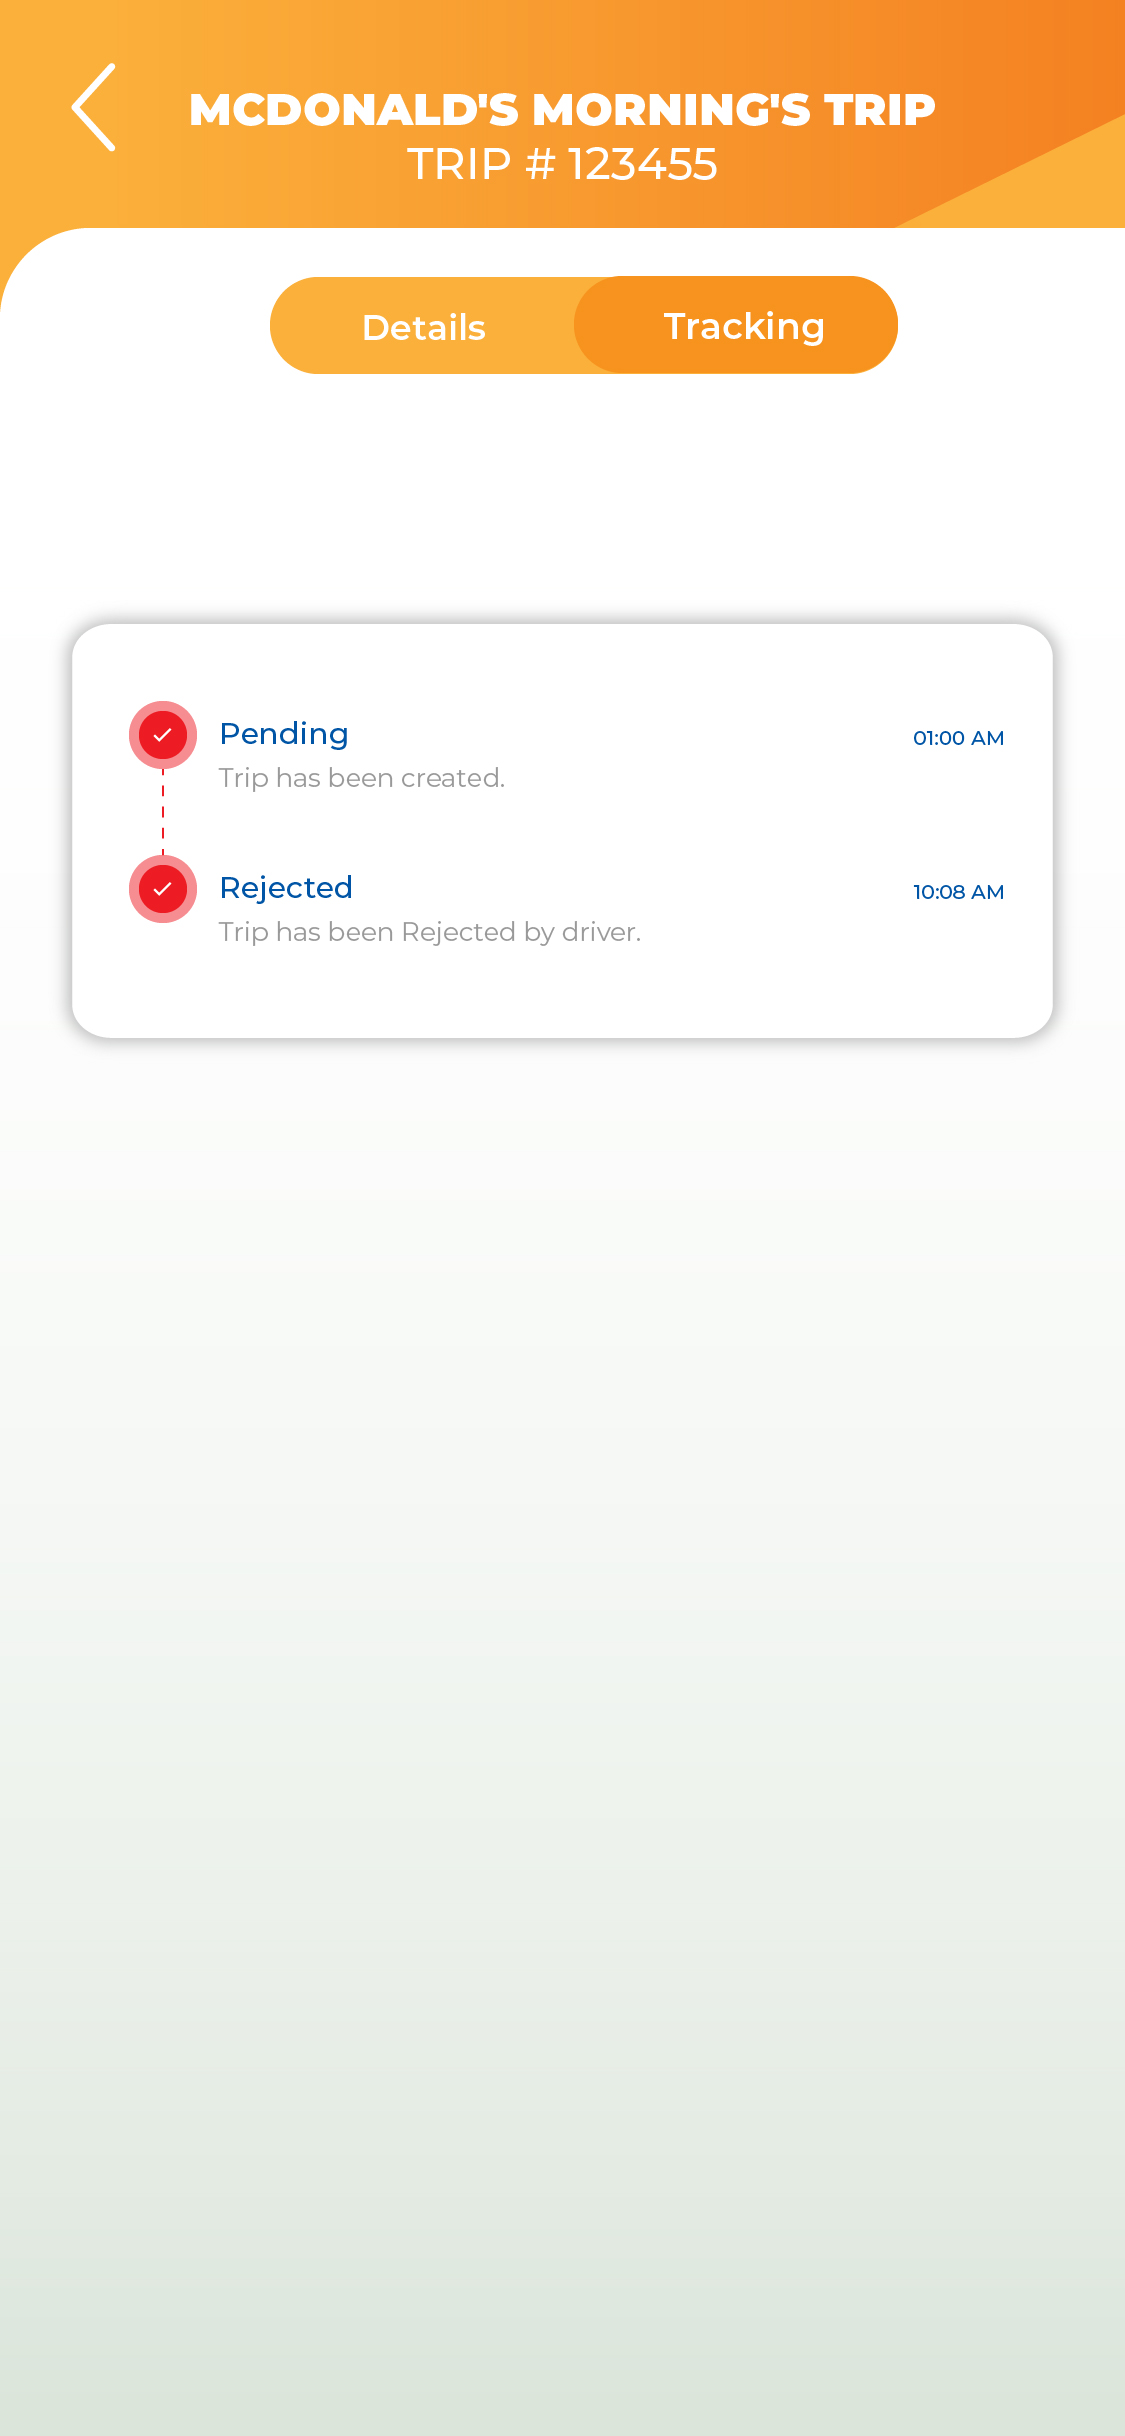 MCDONALD'S MORNING'S TRIP
TRIP # 123455
Details Tracking
Pending 01:00 AM
Trip has been created.
Rejected 10:08 AM
Trip has been Rejected by driver.